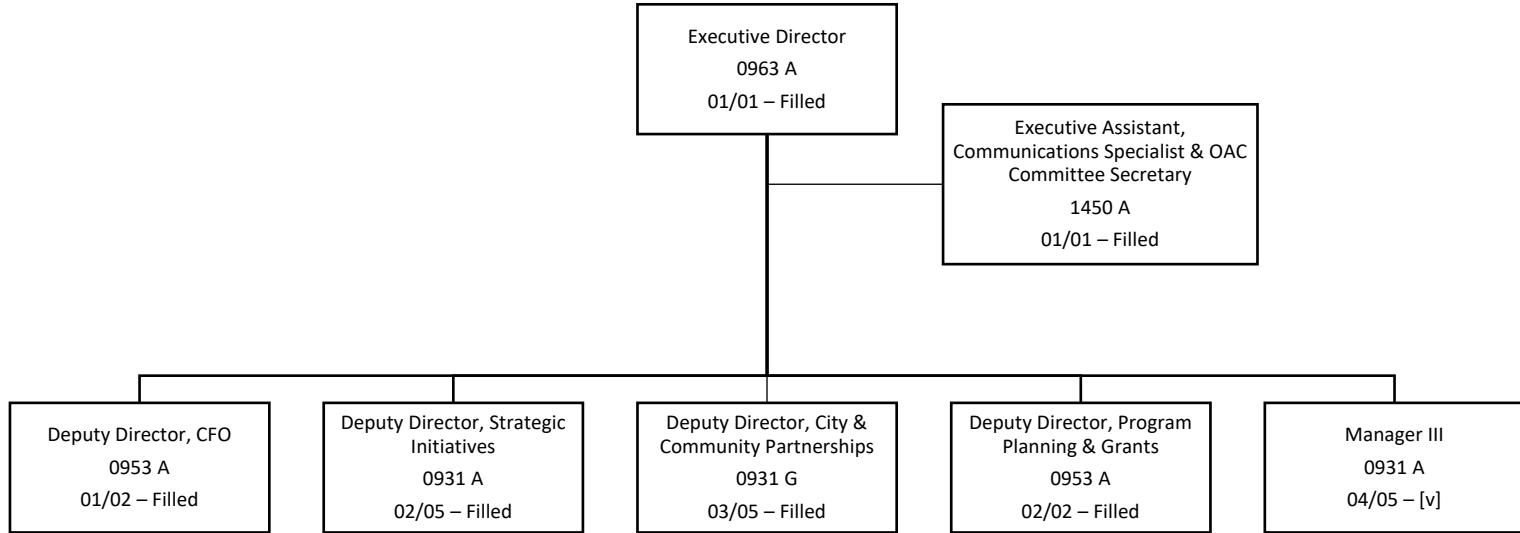 Executive Director
0963 A
01/01 – Filled
Executive Assistant,
Communications Specialist & OAC
Committee Secretary
1450 A
01/01 – Filled
Deputy Director, CFO
0953 A
01/02 – Filled
Deputy Director, Strategic
Initiatives
0931 A
02/05 – Filled
Deputy Director, City &
Community Partnerships
0931 G
03/05 – Filled
Deputy Director, Program
Planning & Grants
0953 A
02/02 – Filled
Manager III
0931 A
04/05 – [v]